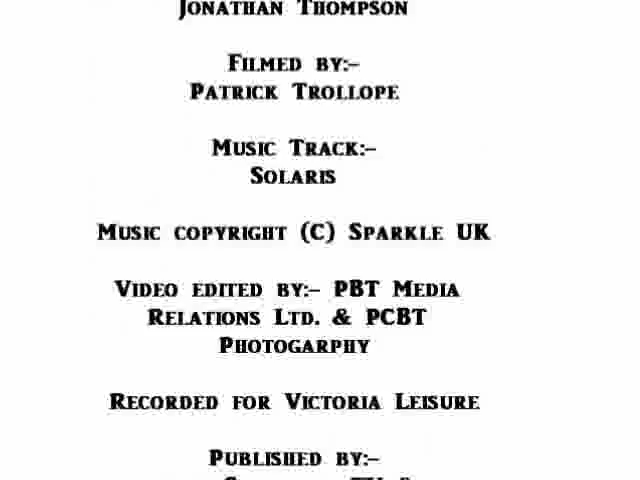 Jonathan Thompson
Filmed by:-
Patrick Trollope
Music Track:-
Solaris
Music copyright (C) Sparkle UK
Video edited by:- PBT Media
Relations Ltd. & PCBT
Photogarphy
Recorded for Victoria Leisure
Published by:-